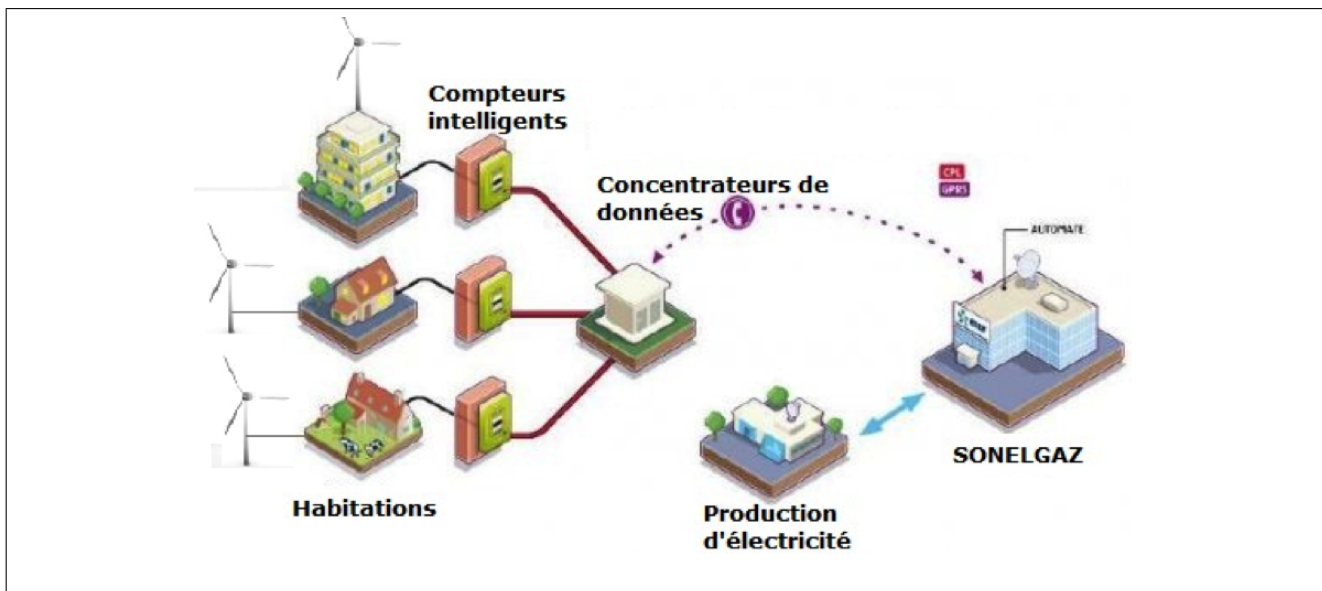 Compteurs
intelligents
Concentrateurs de
données
CPL
GPRS
AUTOMATE
SONELGAZ
Habitations
Production
d'électricité